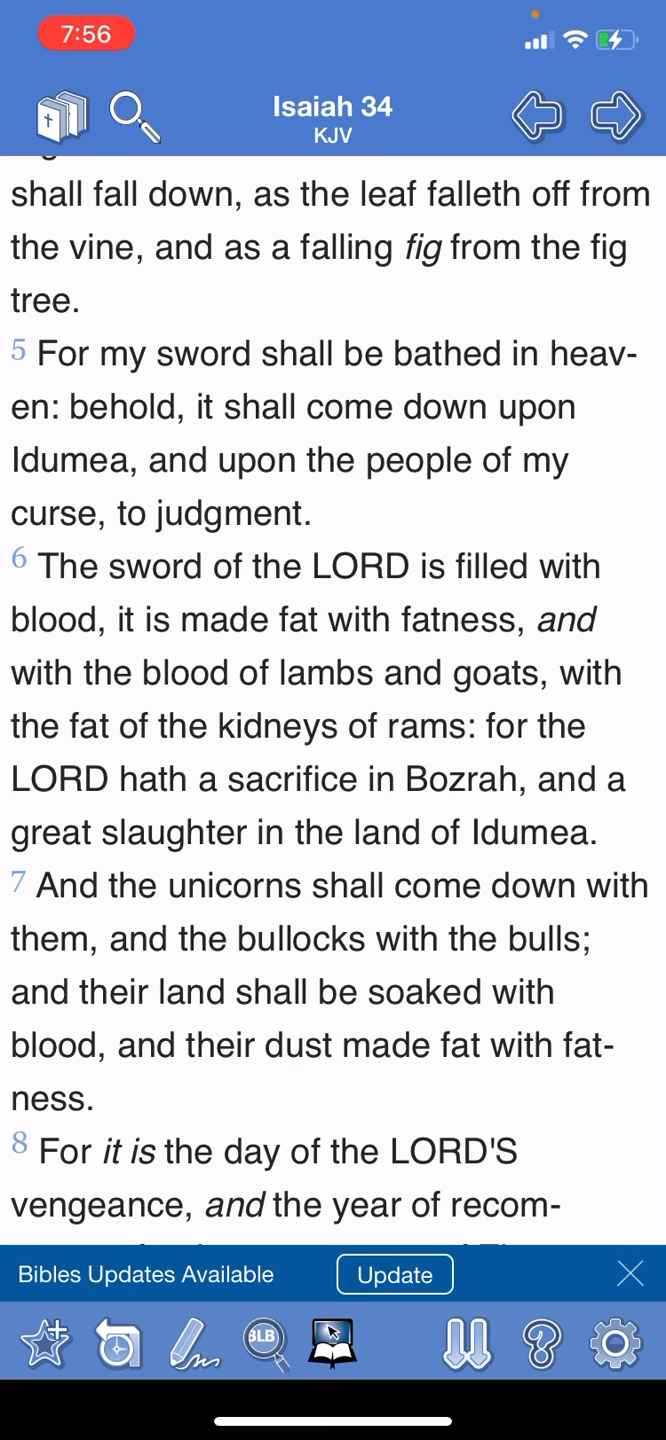 7:56
Isaiah 34
KJV
shall fall down, as the leaf falleth off from
the vine, and as a falling fig from the fig
tree.
5 For my sword shall be bathed in heav-
en: behold, it shall come down upon
Idumea, and upon the people of my
curse, to judgment.
6 The sword of the LORD is filled with
blood, it is made fat with fatness, and
with the blood of lambs and goats, with
the fat of the kidneys of rams: for the
LORD hath a sacrifice in Bozrah, and a
great slaughter in the land of Idumea.
7 And the unicorns shall come down with
them, and the bullocks with the bulls;
and their land shall be soaked with
blood, and their dust made fat with fat-
ness.
8 For it is the day of the LORD'S
vengeance, and the year of recom-
Bibles Updates Available Update
BLB